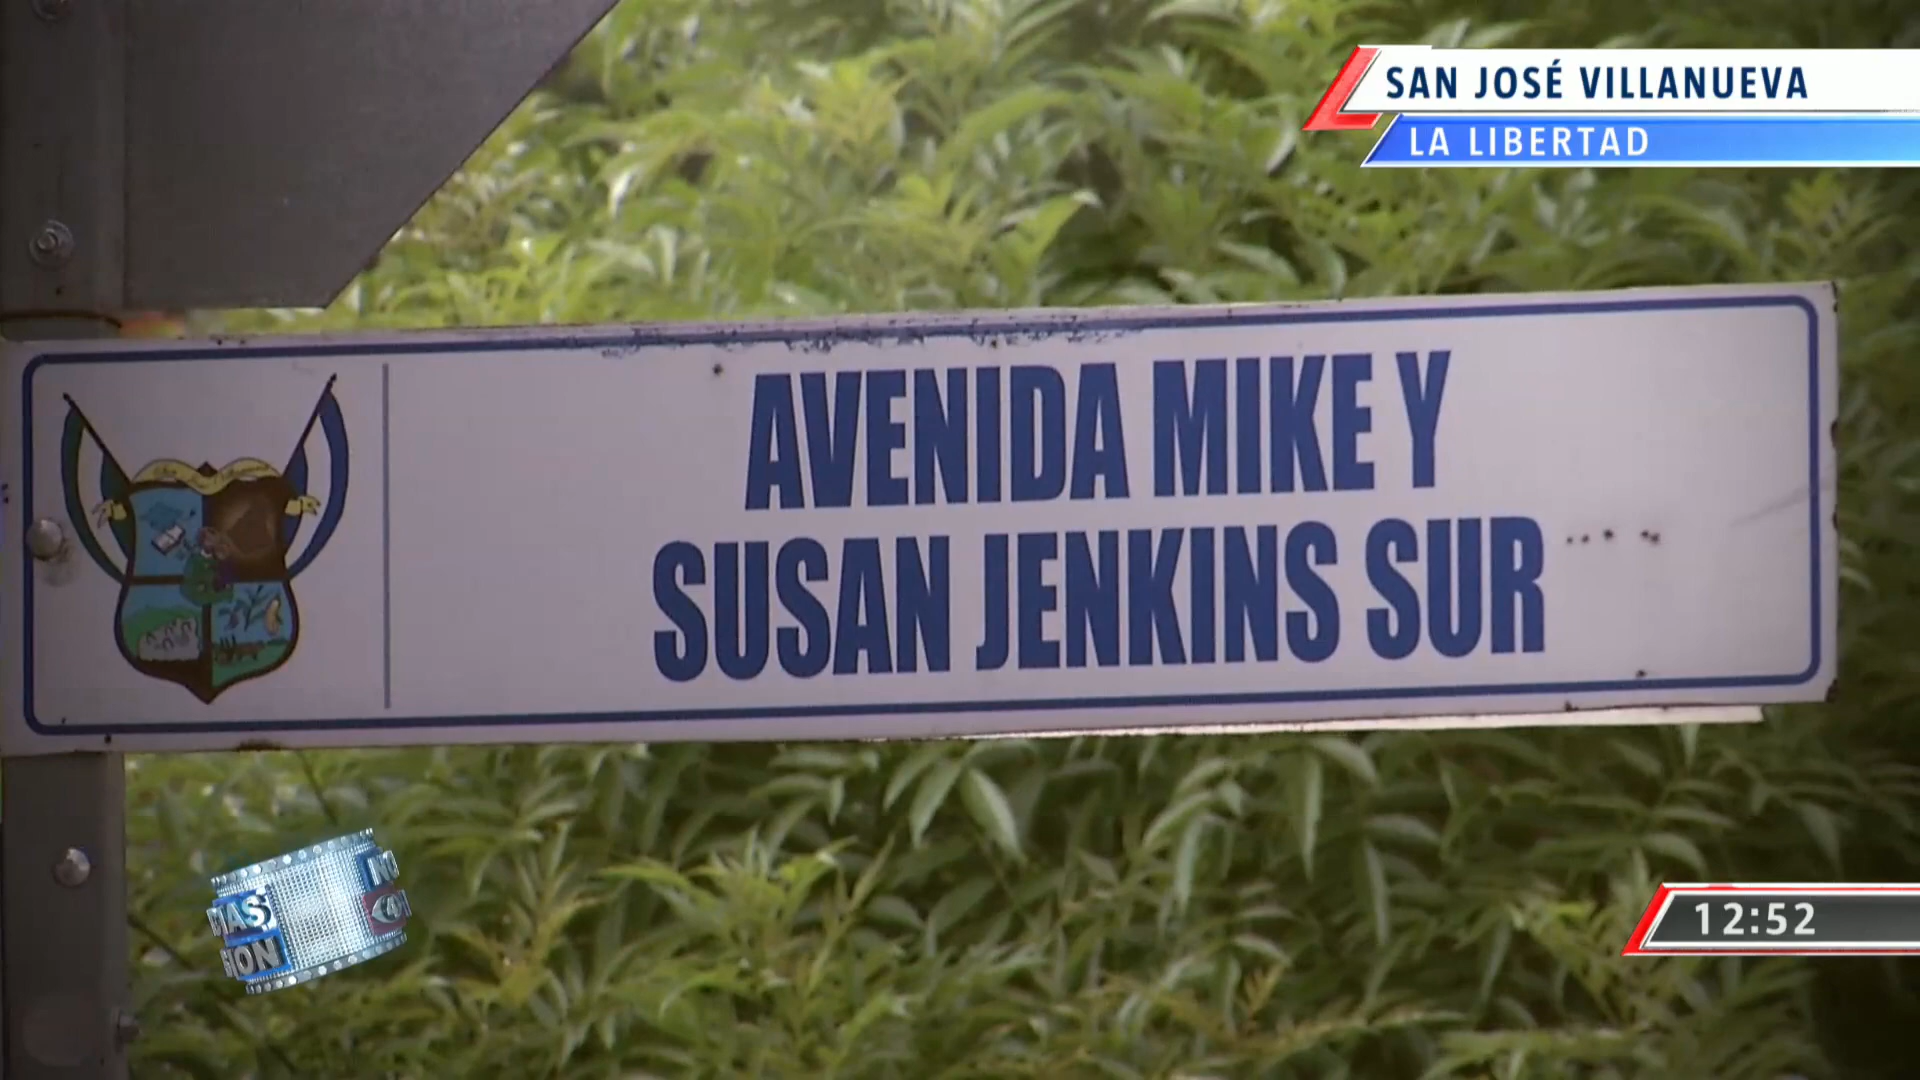 SAN JOSÉ VILLANUEVA
LA LIBERTAD
AVENIDA MIKE Y
SUSAN JENKINS SUR
12:52